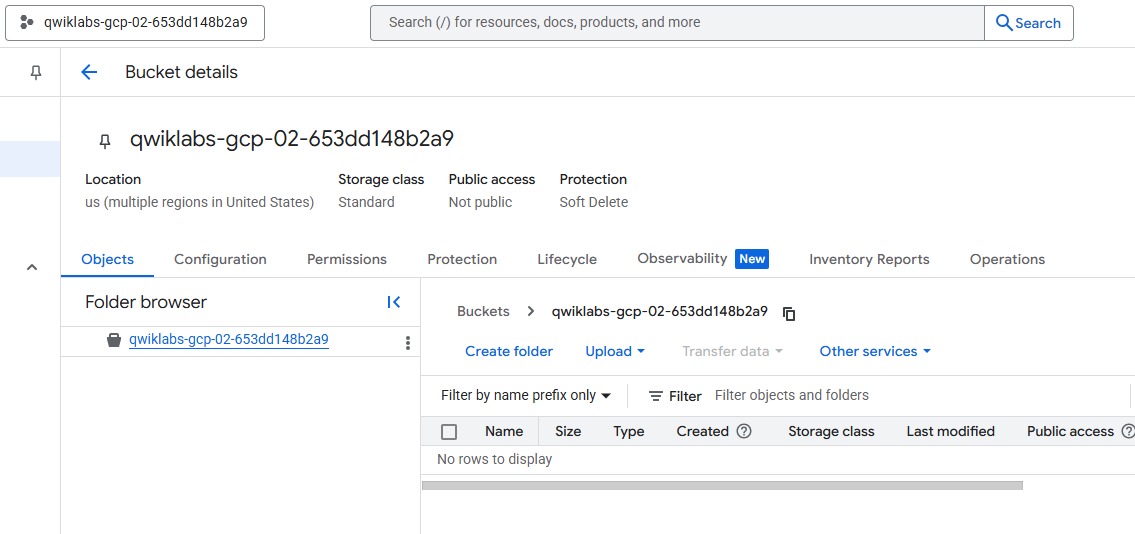 qwiklabs-gcp-02-653dd148b2a9
Search (/) for resources, docs, products, and more
Search
Bucket details
qwiklabs-gcp-02-653dd148b2a9
Location Storage class Public access Protection
us (multiple regions in United States) Standard Not public Soft Delete
Objects Configuration Permissions Protection Lifecycle Observability New Inventory Reports Operations
Folder browser
qwiklabs-gcp-02-653dd148b2a9
Buckets > qwiklabs-gcp-02-653dd148b2a9
Create folder Upload Transfer data Other services
Filter by name prefix only Filter Filter objects and folders
Name Size Type Created Storage class Last modified Public access
No rows to display